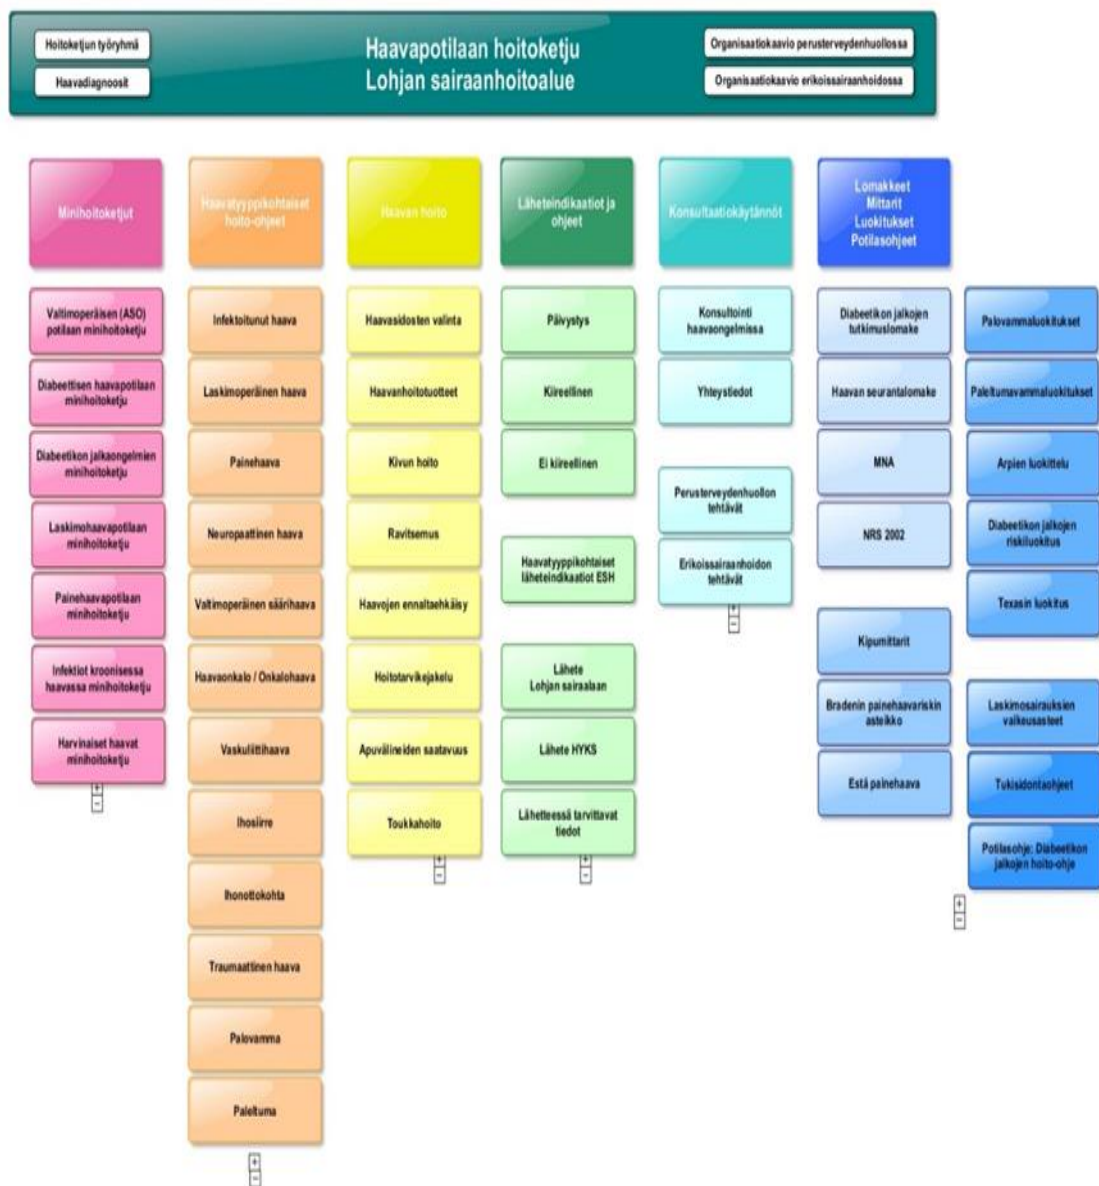 Hoitoketjun työryhmä
Haavadiagnoosit
Haavapotilaan hoitoketju
Lohjan sairaanhoitoalue
Organisaatiokaavio perusterveydenhuollossa
Organisaatiokaavio erikoissairaanhoidossa
Minihoitoketjut
Valtimoperäisen (ASO)
potilaan minihoitoketju
Diabeettisen haavapotilaan
minihoitoketju
Diabeetikon jalkaongelmien
minihoitoketju
Laskimohaavapotilaan
minihoitoketju
Painehaavapotilaan
minihoitoketju
Infektiot kroonisessa
haavassa minihoitoketju
Harvinaiset haavat
minihoitoketju
Haavatyyppikohtaiset
hoito-ohjeet
Infektoitunut haava
Laskimoperäinen haava
Painehaava
Neuropaattinen haava
Valtimoperäinen säärihaava
Haavaonkalo / Onkalohaava
Vaskuliittihaava
Ihosiirre
Ihonottokohta
Traumaattinen haava
Palovamma
Paleltuma
Haavan hoito
Haavasidosten valinta
Haavanhoitotuotteet
Kivun hoito
Ravitsemus
Haavojen ennaltaehkäisy
Hoitotarvikejakelu
Apuvälineiden saatavuus
Toukkahoito
Läheteindikaatiot ja
ohjeet
Päivystys
Kiireellinen
Ei kiireellinen
Haavatyyppikohtaiset
läheteindikaatiot ESH
Lähete
Lohjan sairaalaan
Lähete HYKS
Lähetteessä tarvittavat
tiedot
Konsultaatiokäytännöt
Konsultointi
haavaongelmissa
Yhteystiedot
Perusterveydenhuollon
tehtävät
Erikoissairaanhoidon
tehtävät
Lomakkeet
Mittarit
Luokitukset
Potilasohjeet
Diabeetikon jalkojen
tutkimuslomake
Haavan seurantalomake
MNA
NRS 2002
Kipumittarit
Bradenin painehaavariskin
asteikko
Estä painehaava
Palovammaluokitukset
Paleltumavammaluokitukset
Arpien luokittelu
Diabeetikon jalkojen
riskiluokitus
Texasin luokitus
Laskimosairauksien
vaikeusasteet
Tukisidontaohjeet
Potilasohje: Diabeetikon
jalkojen hoito-ohje